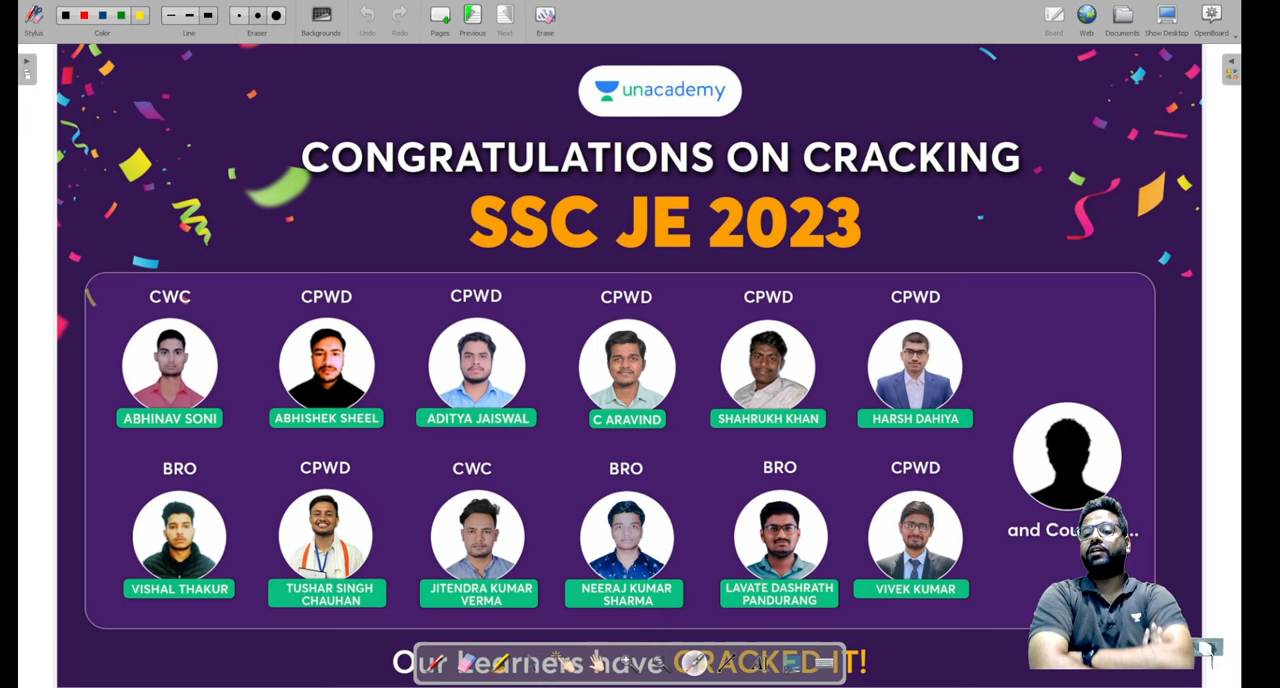 Stylus Color Line Eraser Backgrounds Undo Redo Pages Previous Next Erase Board Web Documents Show Desktop OpenBoard
unacademy
CONGRATULATIONS ON CRACKING
SSC JE 2023
CWC CPWD CPWD CPWD CPWD CPWD
ABHINAV SONI ABHISHEK SHEEL ADITYA JAISWAL C ARAVIND SHAHRUKH KHAN HARSH DAHIYA
BRO CPWD CWC BRO BRO CPWD
and
VISHAL THAKUR TUSHAR SINGH CHAUHAN JITENDRA KUMAR VERMA NEERAJ KUMAR SHARMA LAVATE DASHRATH PANDURANG VIVEK KUMAR
Our Learners have CRACKED IT!